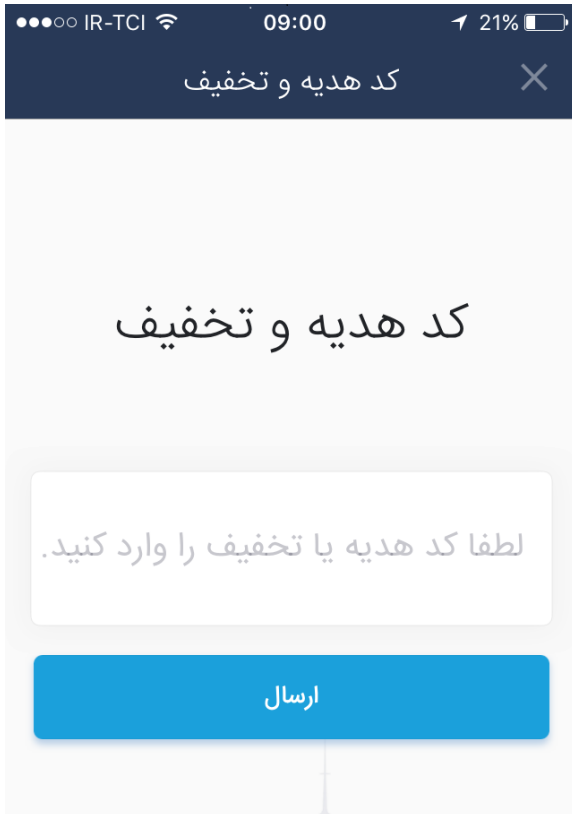 IR-TCI 09:00 21%
کد هدیه و تخفیف
کد هدیه و تخفیف
لطفا کد هدیه یا تخفیف را وارد کنید.
ارسال